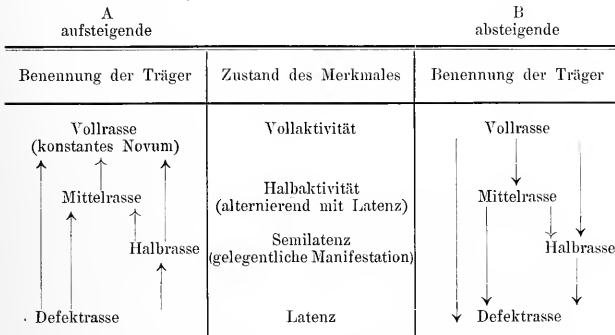 A
aufsteigende
B
absteigende
Benennung der Träger
Zustand des Merkmales
Benennung der Träger
Vollrasse
(konstantes Novum)
Vollaktivität
Vollrasse
Mittelrasse
Halbaktivität
(alternierend mit Latenz)
Mittelrasse
Halbrasse
Semilatenz
(gelegentliche Manifestation)
Halbrasse
Defektrasse
Latenz
Defektrasse